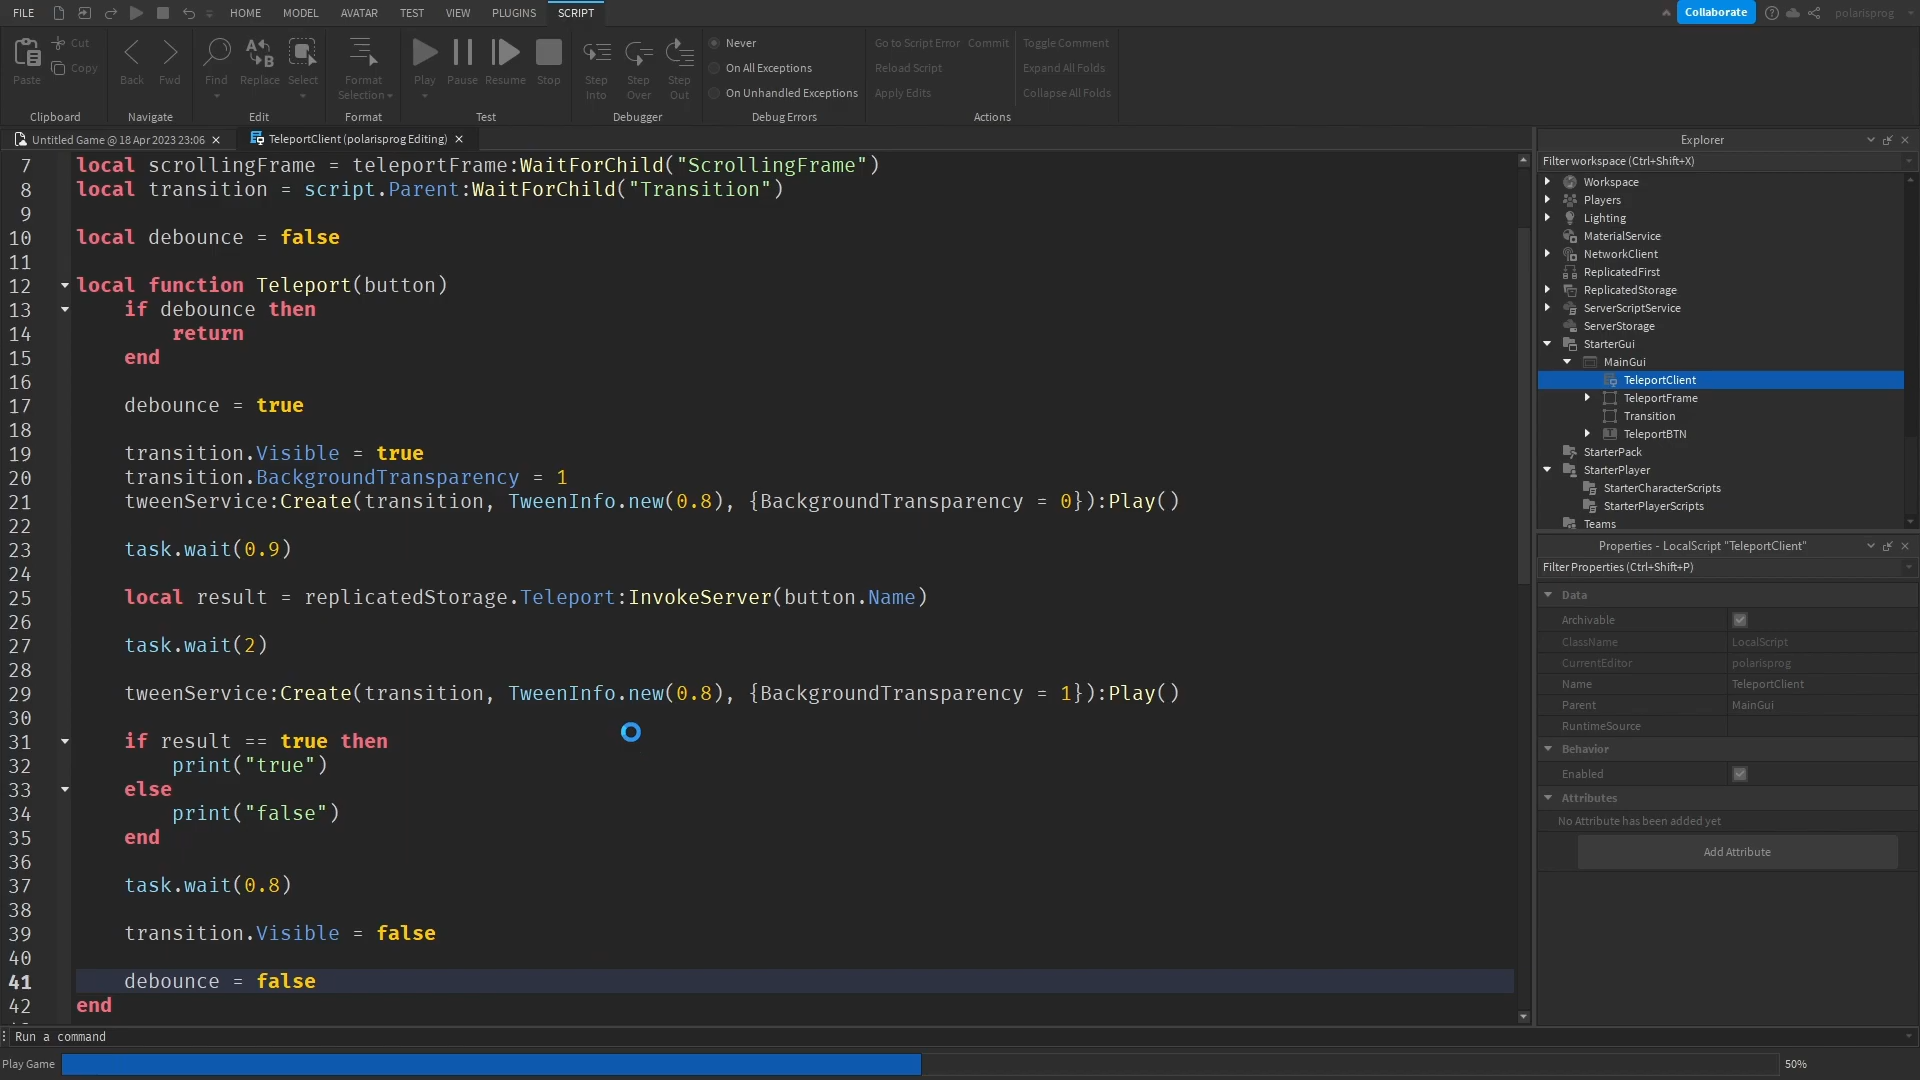 FILE HOME MODEL AVATAR TEST VIEW PLUGINS SCRIPT Collaborate polarisprog
Paste Cut Copy Back Fwd Find Replace Select Format Selection Play Pause Resume Stop Step Into Step Over Step Out
Never Go to Script Error Commit Toggle Comment
On All Exceptions Reload Script Expand All Folds
On Unhandled Exceptions Apply Edits Collapse All Folds
Clipboard Navigate Edit Format Test Debugger Debug Errors Actions
Untitled Game @ 18 Apr 2023 23:06 TeleportClient (polarisprog Editing)
7 local scrollingFrame = teleportFrame:WaitForChild("ScrollingFrame")
8 local transition = script.Parent:WaitForChild("Transition")
9
10 local debounce = false
11
12 local function Teleport(button)
13 if debounce then
14 return
15 end
16
17 debounce = true
18
19 transition.Visible = true
20 transition.BackgroundTransparency = 1
21 tweenService:Create(transition, TweenInfo.new(0.8), {BackgroundTransparency = 0}):Play()
22
23 task.wait(0.9)
24
25 local result = replicatedStorage.Teleport:InvokeServer(button.Name)
26
27 task.wait(2)
28
29 tweenService:Create(transition, TweenInfo.new(0.8), {BackgroundTransparency = 1}):Play()
30
31 if result == true then
32 print("true")
33 else
34 print("false")
35 end
36
37 task.wait(0.8)
38
39 transition.Visible = false
40
41 debounce = false
42 end
Explorer
Filter workspace (Ctrl+Shift+X)
Workspace
Players
Lighting
MaterialService
NetworkClient
ReplicatedFirst
ReplicatedStorage
ServerScriptService
ServerStorage
StarterGui
MainGui
TeleportClient
TeleportFrame
Transition
TeleportBTN
StarterPack
StarterPlayer
StarterCharacterScripts
StarterPlayerScripts
Teams
Properties - LocalScript "TeleportClient"
Filter Properties (Ctrl+Shift+P)
Data
Archivable
ClassName LocalScript
CurrentEditor polarisprog
Name TeleportClient
Parent MainGui
RuntimeSource
Behavior
Enabled
Attributes
No Attribute has been added yet
Add Attribute
Run a command
Play Game 50%